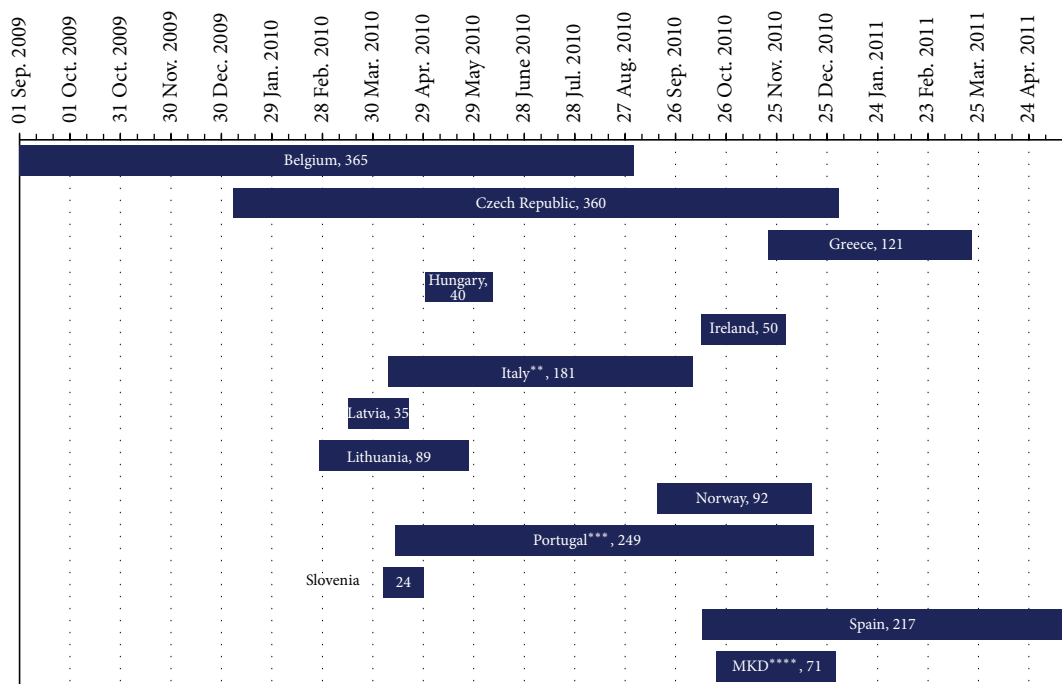 01 Sep. 2009
01 Oct. 2009
31 Oct. 2009
30 Nov. 2009
30 Dec. 2009
29 Jan. 2010
28 Feb. 2010
30 Mar. 2010
29 Apr. 2010
29 May 2010
28 June 2010
28 Jul. 2010
27 Aug. 2010
26 Sep. 2010
26 Oct. 2010
25 Nov. 2010
25 Dec. 2010
24 Jan. 2011
23 Feb. 2011
25 Mar. 2011
24 Apr. 2011
Belgium, 365
Czech Republic, 360
Greece, 121
Hungary,
40
Ireland, 50
Italy**, 181
Latvia, 35
Lithuania, 89
Norway, 92
Portugal***, 249
Slovenia 24
Spain, 217
MKD****, 71